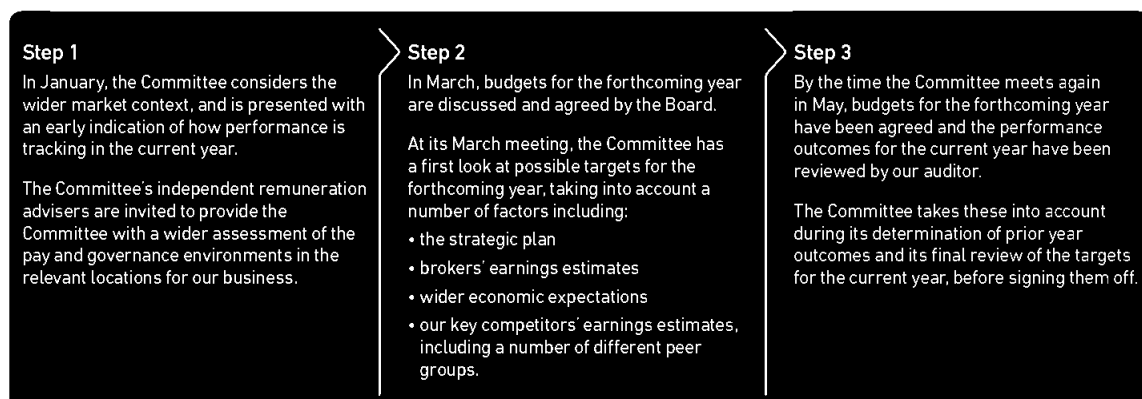 Step 1
In January, the Committee considers the
wider market context, and is presented with
an early indication of how performance is
tracking in the current year.
The Committee's independent remuneration
advisers are invited to provide the
Committee with a wider assessment of the
pay and governance environments in the
relevant locations for our business.
Step 2
In March, budgets for the forthcoming year
are discussed and agreed by the Board.
At its March meeting, the Committee has
a first look at possible targets for the
forthcoming year, taking into account a
number of factors including:
• the strategic plan
• brokers' earnings estimates
• wider economic expectations
• our key competitors' earnings estimates,
including a number of different peer
groups.
Step 3
By the time the Committee meets again
in May, budgets for the forthcoming year
have been agreed and the performance
outcomes for the current year have been
reviewed by our auditor.
The Committee takes these into account
during its determination of prior year
outcomes and its final review of the targets
for the current year, before signing them off.